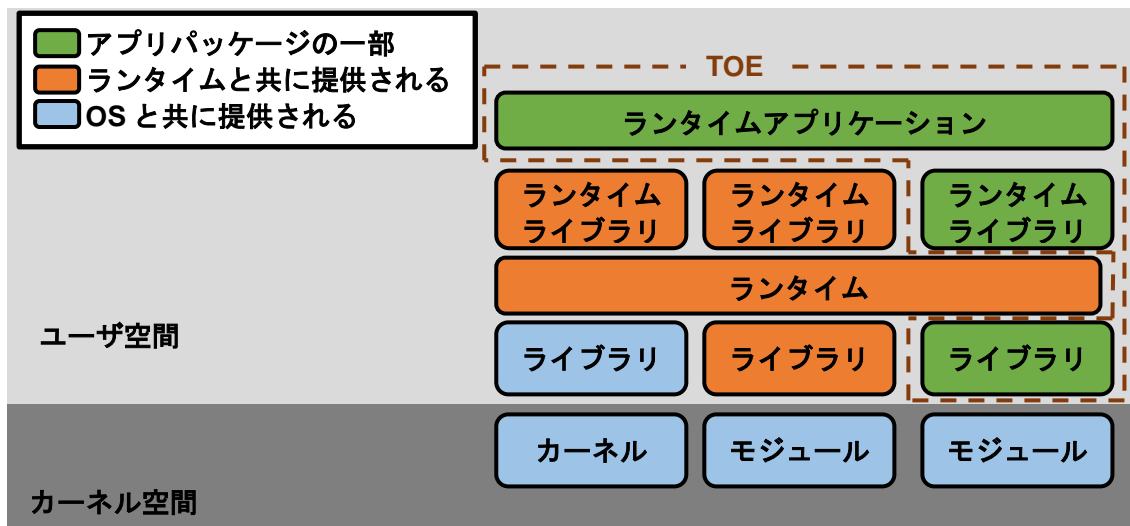 アプリパッケージの一部
ランタイムと共に提供される
OS と共に提供される
TOE
ランタイムアプリケーション
ランタイム
ライブラリ
ランタイム
ライブラリ
ランタイム
ライブラリ
ランタイム
ユーザ空間
ライブラリ
ライブラリ
ライブラリ
カーネル
モジュール
モジュール
カーネル空間